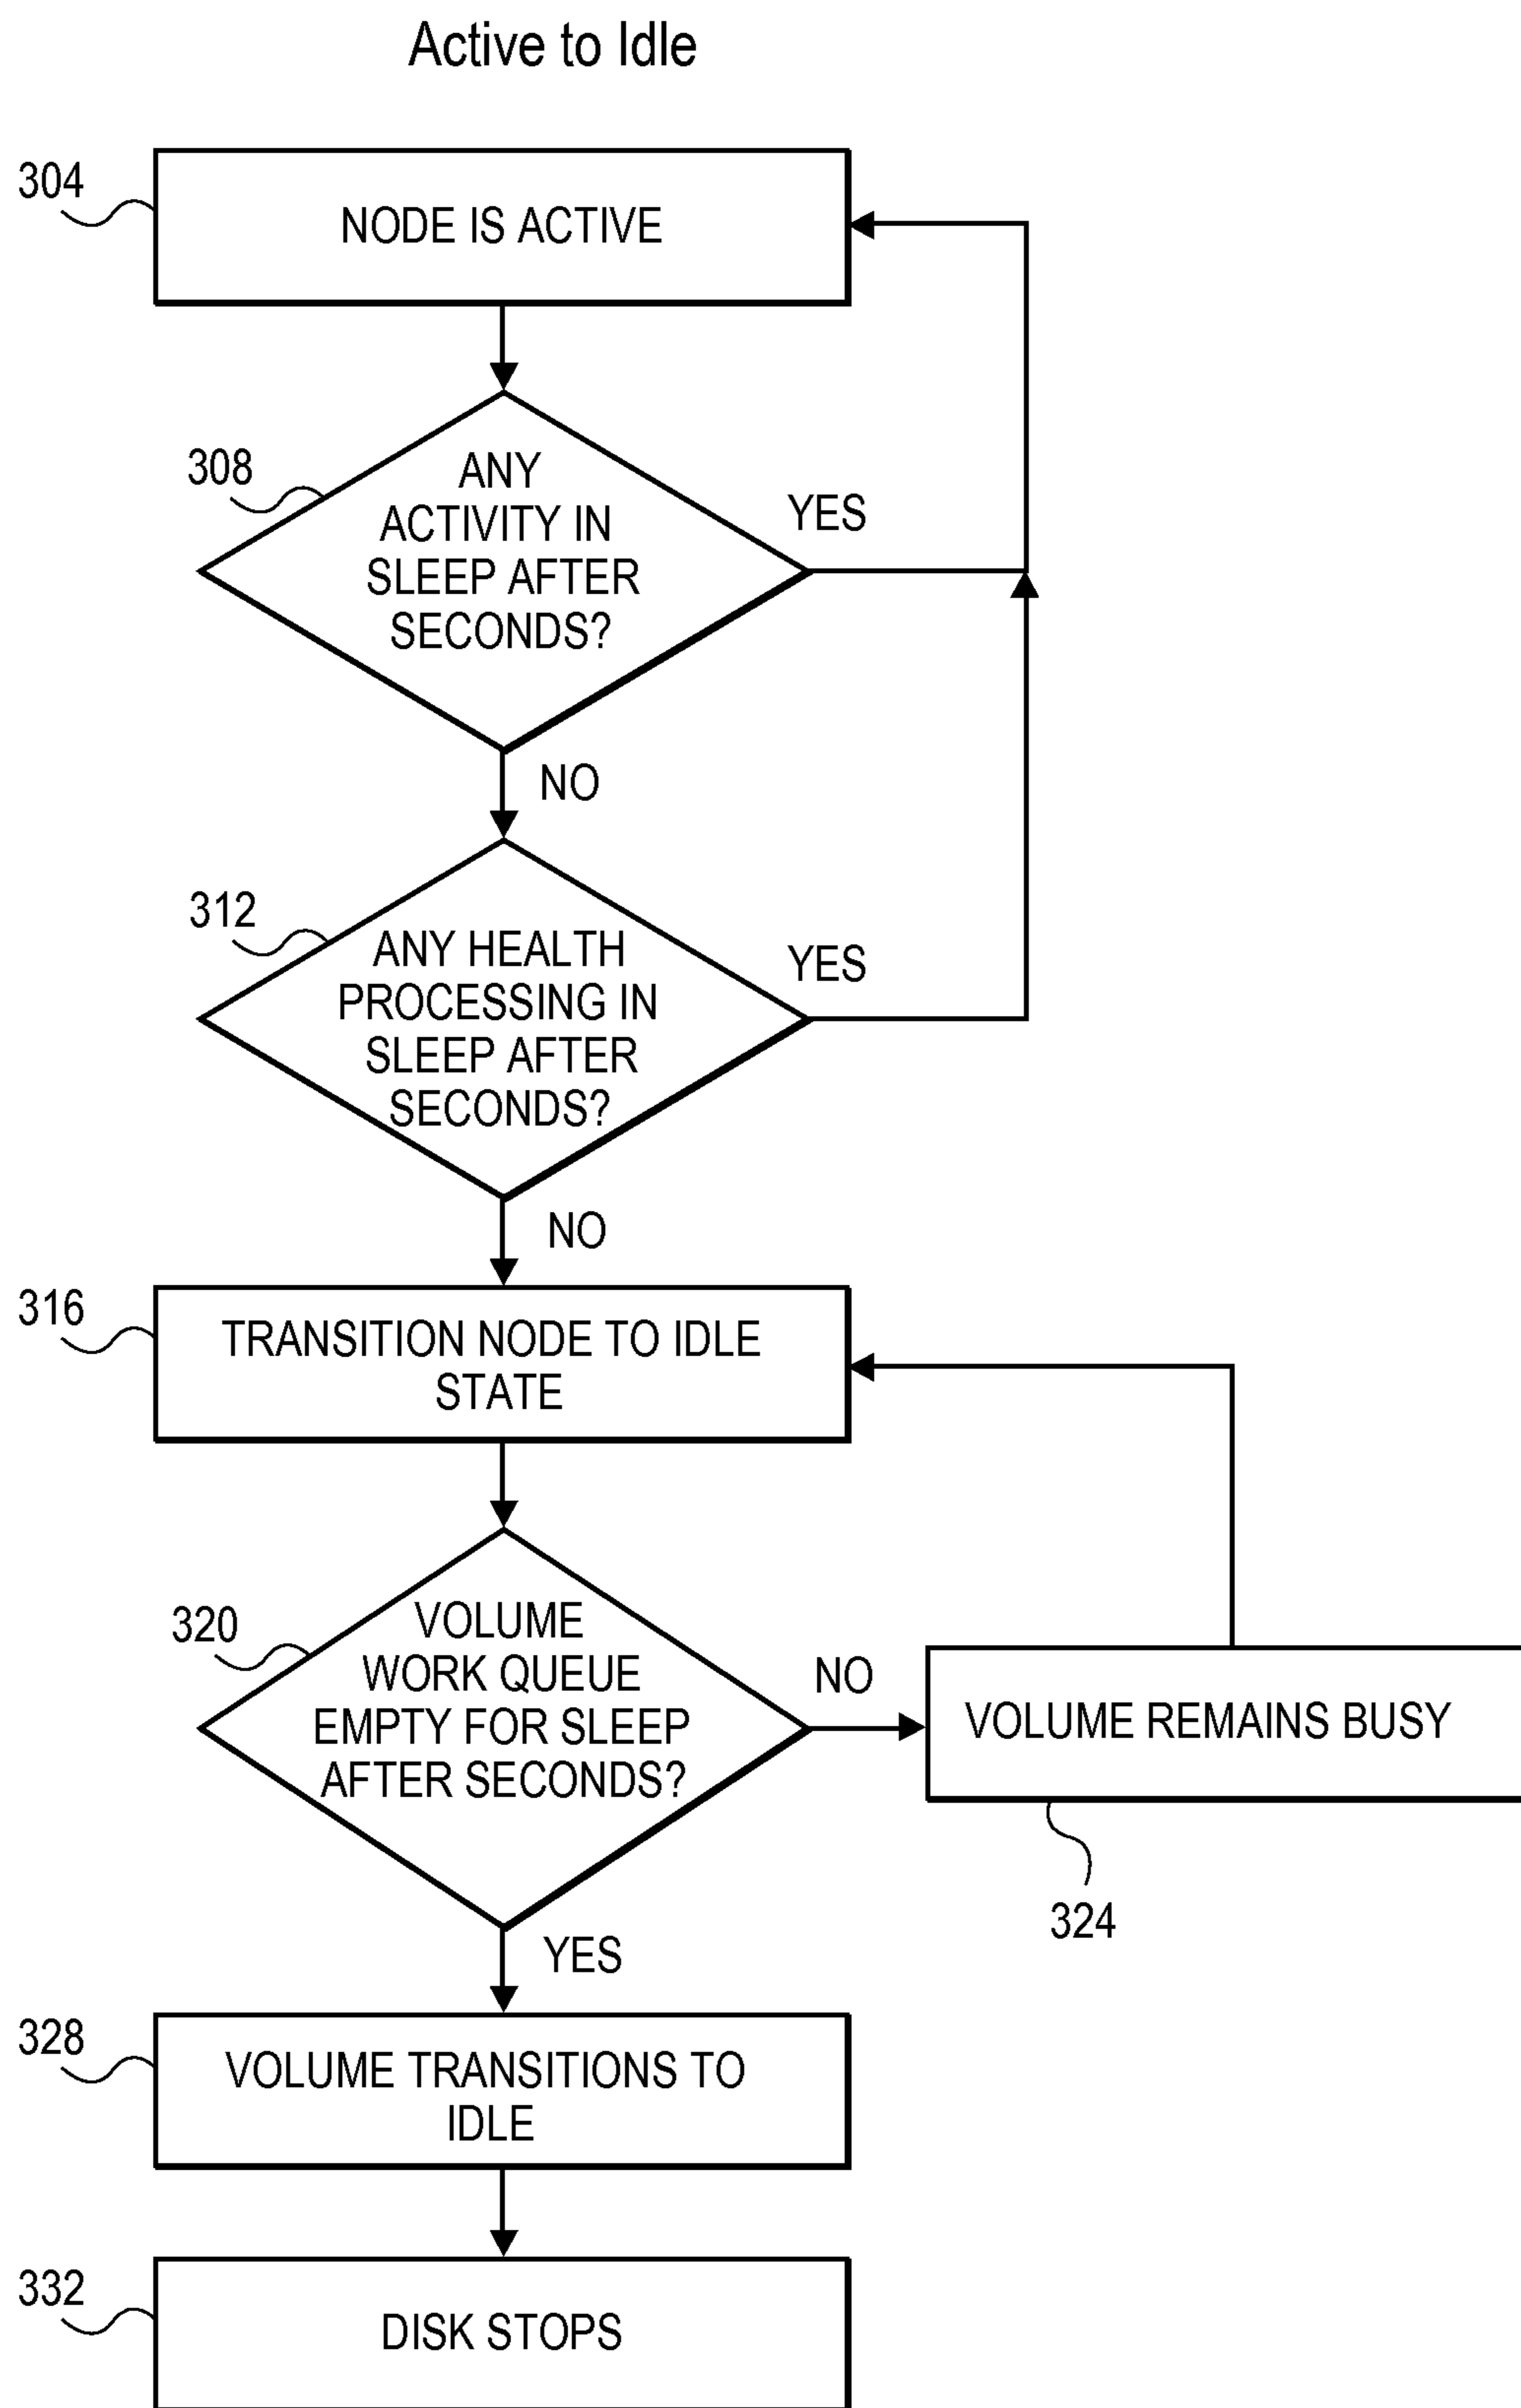 Active to Idle
304
NODE IS ACTIVE
308
ANY
ACTIVITY IN
SLEEP AFTER
SECONDS?
YES
NO
312
ANY HEALTH
PROCESSING IN
SLEEP AFTER
SECONDS?
YES
NO
316
TRANSITION NODE TO IDLE
STATE
320
VOLUME
WORK QUEUE
EMPTY FOR SLEEP
AFTER SECONDS?
NO
VOLUME REMAINS BUSY
324
YES
328
VOLUME TRANSITIONS TO
IDLE
332
DISK STOPS